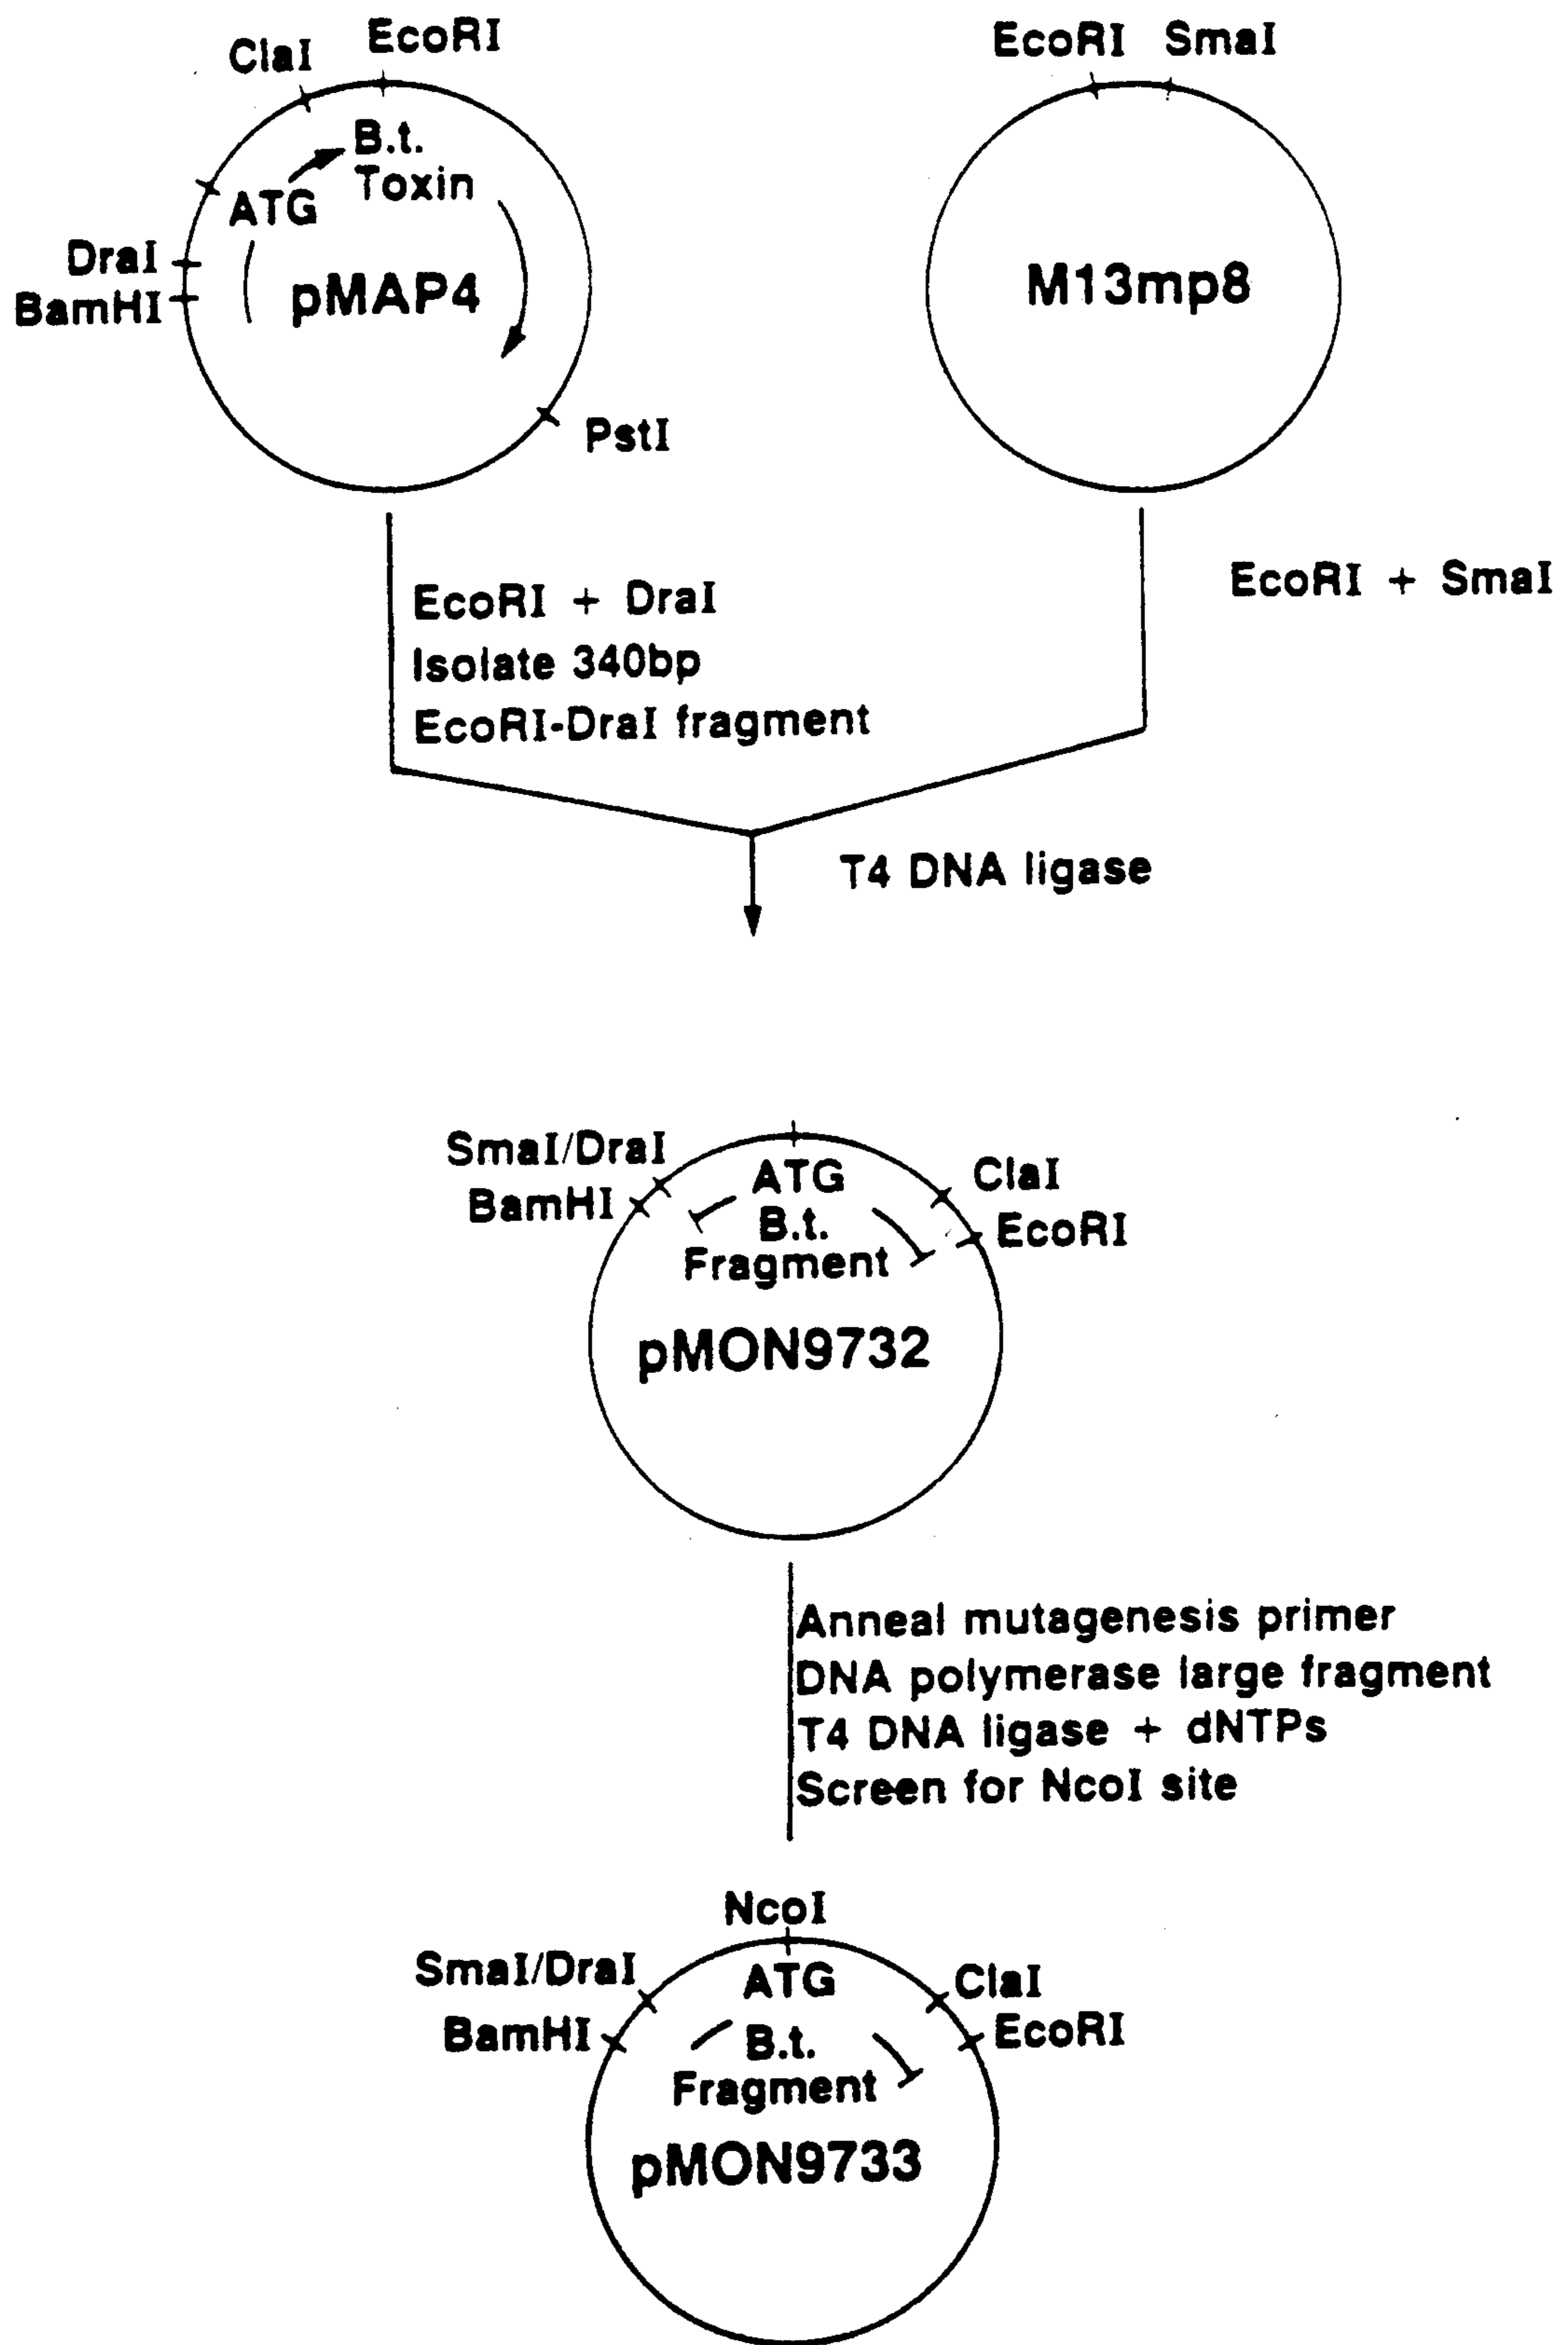 ClaI EcoRI
B.t.
Toxin
ATG
DraI
BamHI
pMAP4
PstI
EcoRI SmaI
M13mp8
EcoRI + DraI
Isolate 340bp
EcoRI-DraI fragment
EcoRI + SmaI
T4 DNA ligase
SmaI/DraI
BamHI
ATG
B.t.
Fragment
ClaI
EcoRI
pMON9732
Anneal mutagenesis primer
DNA polymerase large fragment
T4 DNA ligase + dNTPs
Screen for NcoI site
NcoI
SmaI/DraI
BamHI
ATG
B.t.
Fragment
ClaI
EcoRI
pMON9733